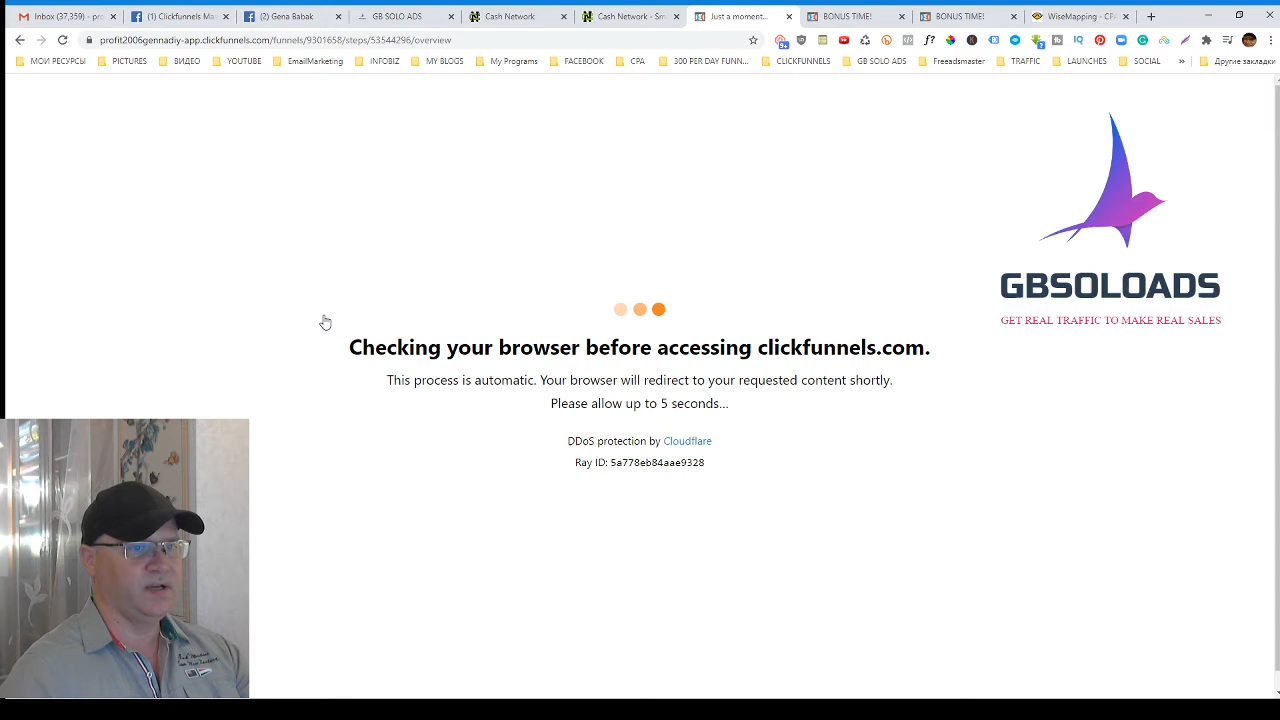 Inbox (37,359) - pro
(1) Clickfunnels Mas
(2) Gena Babak
GB SOLO ADS
Cash Network
Cash Network - Sm
Just a moment...
BONUS TIME!
BONUS TIME!
WiseMapping - CPA
profit2006gennadiy-app.clickfunnels.com/funnels/9301658/steps/53544296/overview
МОИ РЕСУРСЫ
PICTURES
ВИДЕО
YOUTUBE
EmailMarketing
INFOBIZ
MY BLOGS
My Programs
FACEBOOK
CPA
300 PER DAY FUNN...
CLICKFUNNELS
GB SOLO ADS
Freeadsmaster
TRAFFIC
LAUNCHES
SOCIAL
Другие закладки
GBSOLOADS
GET REAL TRAFFIC TO MAKE REAL SALES
Checking your browser before accessing clickfunnels.com.
This process is automatic. Your browser will redirect to your requested content shortly.
Please allow up to 5 seconds...
DDoS protection by Cloudflare
Ray ID: 5a778eb84aae9328